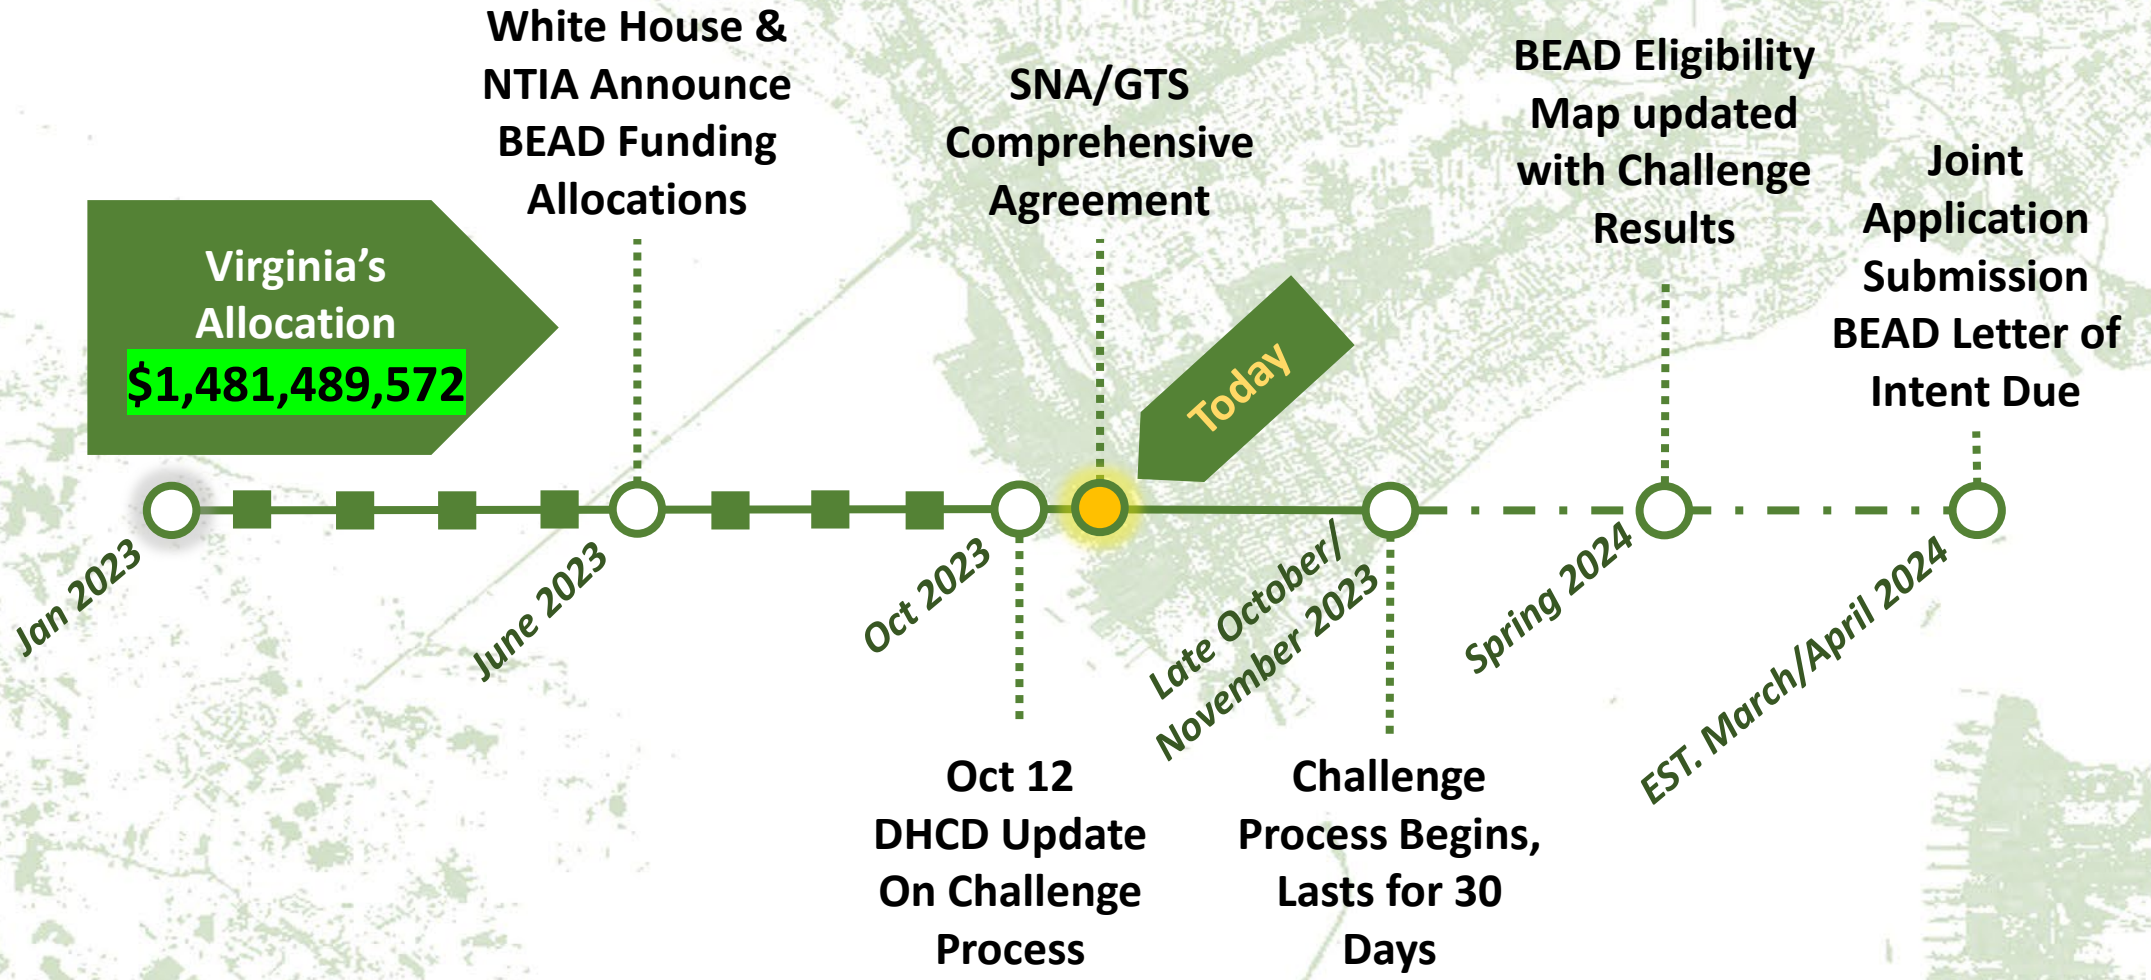 White House &
NTIA Announce
BEAD Funding
Allocations
SNA/GTS
Comprehensive
Agreement
BEAD Eligibility
Map updated
with Challenge
Results
Joint
Application
Submission
BEAD Letter of
Intent Due
Virginia’s
Allocation
$1,481,489,572
Today
Jan 2023
June 2023
Oct 2023
Late October/
November 2023
Spring 2024
EST. March/April 2024
Oct 12
DHCD Update
On Challenge
Process
Challenge
Process Begins,
Lasts for 30
Days